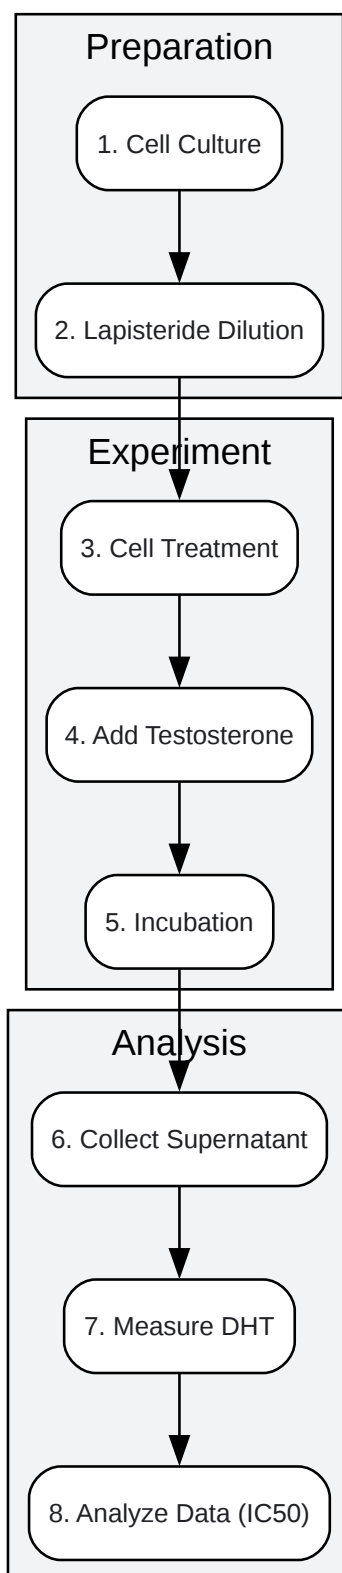 Preparation
1. Cell Culture
2. Lapisteride Dilution
Experiment
3. Cell Treatment
4. Add Testosterone
5. Incubation
Analysis
6. Collect Supernatant
7. Measure DHT
8. Analyze Data (IC50)